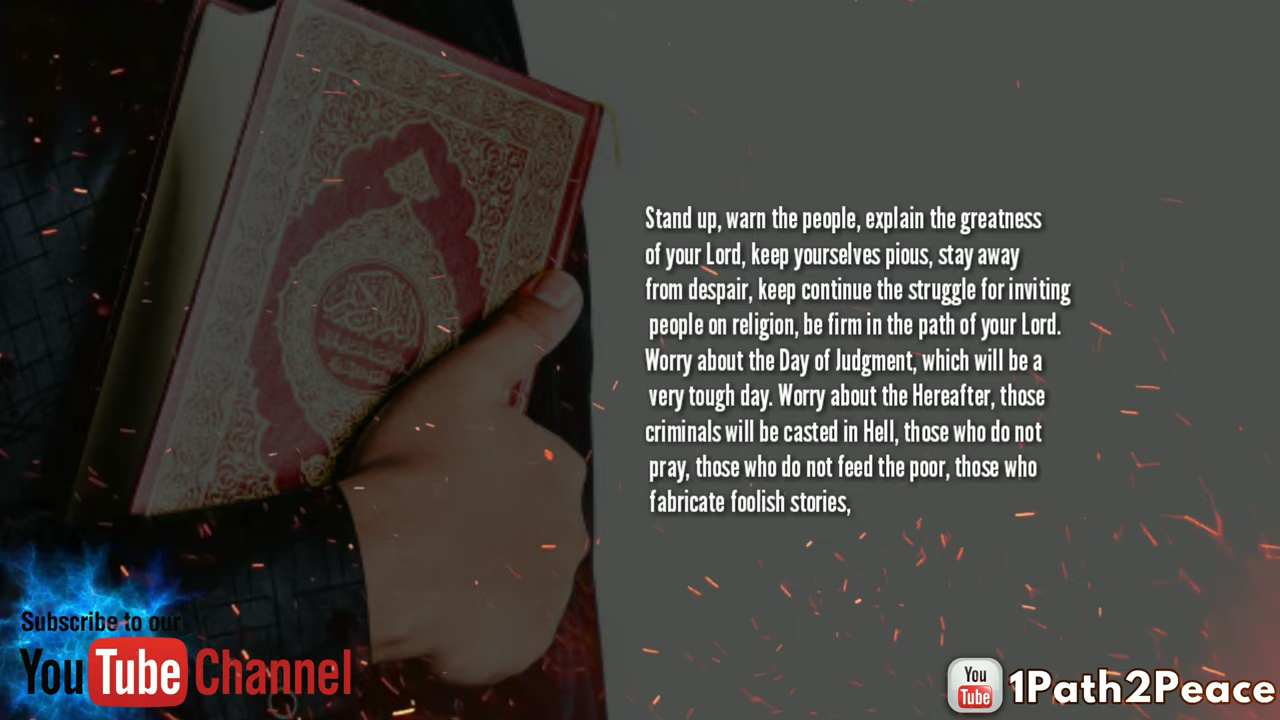 Stand up, warn the people, explain the greatness
of your Lord, keep yourselves pious, stay away
from despair, keep continue the struggle for inviting
people on religion, be firm in the path of your Lord.
Worry about the Day of Judgment, which will be a
very tough day. Worry about the Hereafter, those
criminals will be casted in Hell, those who do not
pray, those who do not feed the poor, those who
fabricate foolish stories,
Subscribe to our
YouTube Channel
You
Tube
1Path2Peace